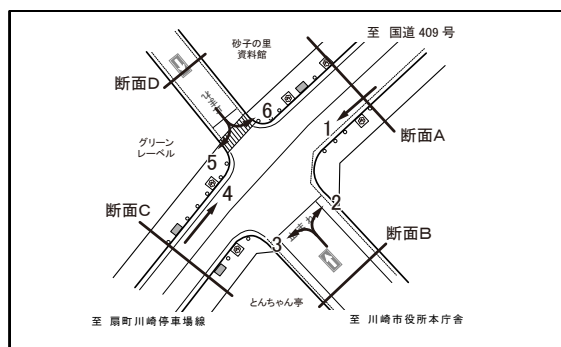 砂子の里
資料館
至 国道 409 号
断面D
6
1
断面A
グリーン
レーベル
5
4
2
断面C
3
断面B
とんちゃん亭
至 扇町川崎停車場線
至 川崎市役所本庁舎